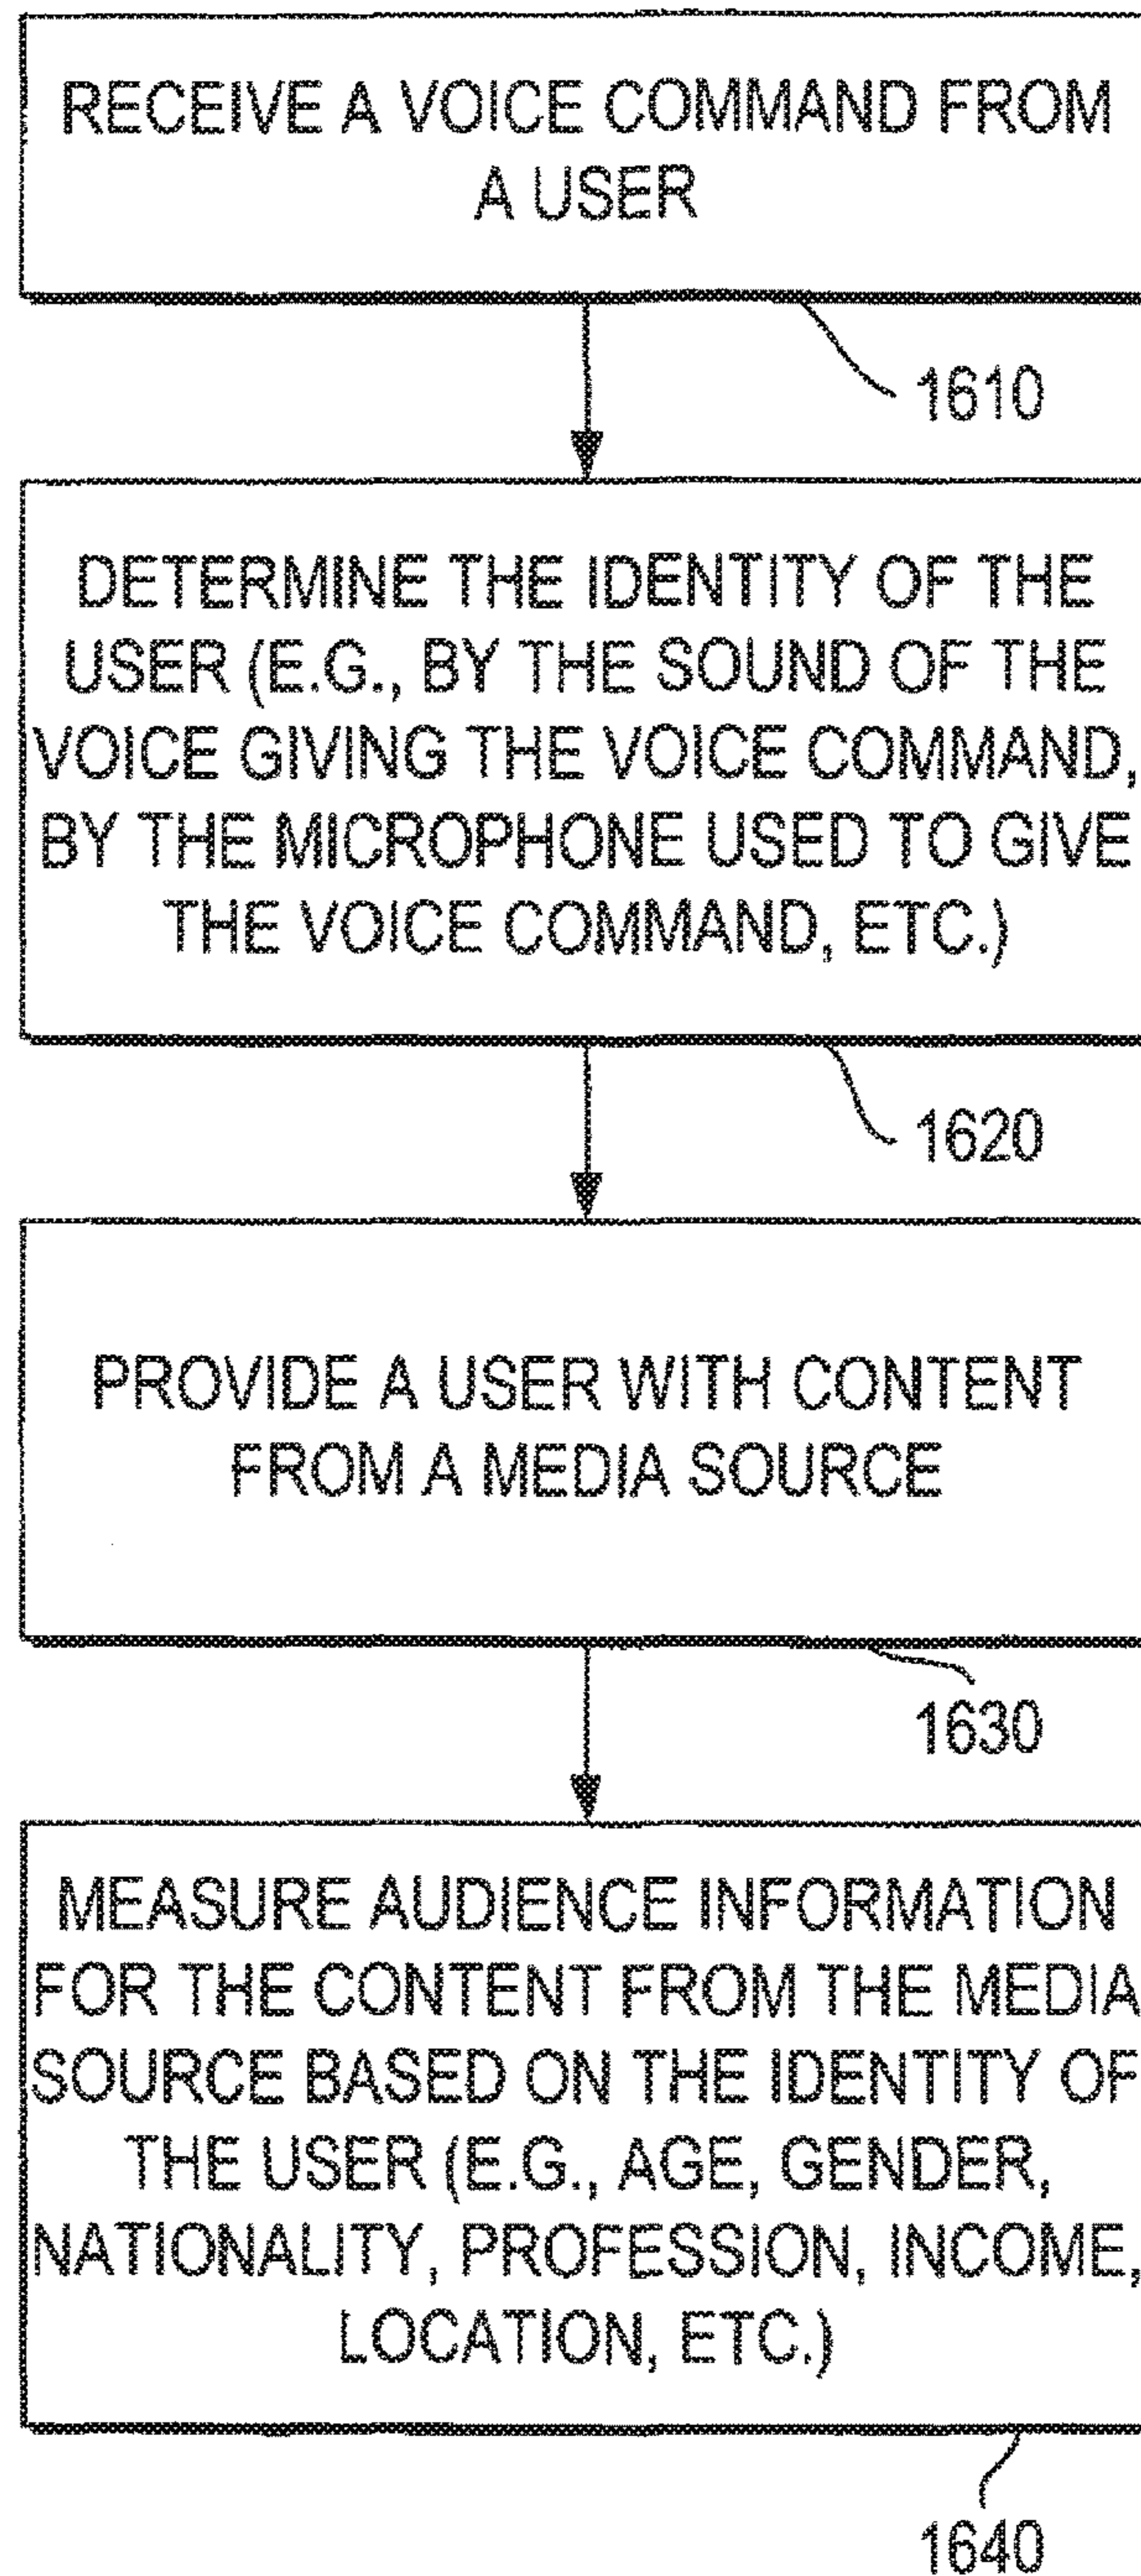 RECEIVE A VOICE COMMAND FROM
A USER
1610
DETERMINE THE IDENTITY OF THE
USER (E.G., BY THE SOUND OF THE
VOICE GIVING THE VOICE COMMAND,
BY THE MICROPHONE USED TO GIVE
THE VOICE COMMAND, ETC.)
1620
PROVIDE A USER WITH CONTENT
FROM A MEDIA SOURCE
1630
MEASURE AUDIENCE INFORMATION
FOR THE CONTENT FROM THE MEDIA
SOURCE BASED ON THE IDENTITY OF
THE USER (E.G., AGE, GENDER,
NATIONALITY, PROFESSION, INCOME,
LOCATION, ETC.)
1640